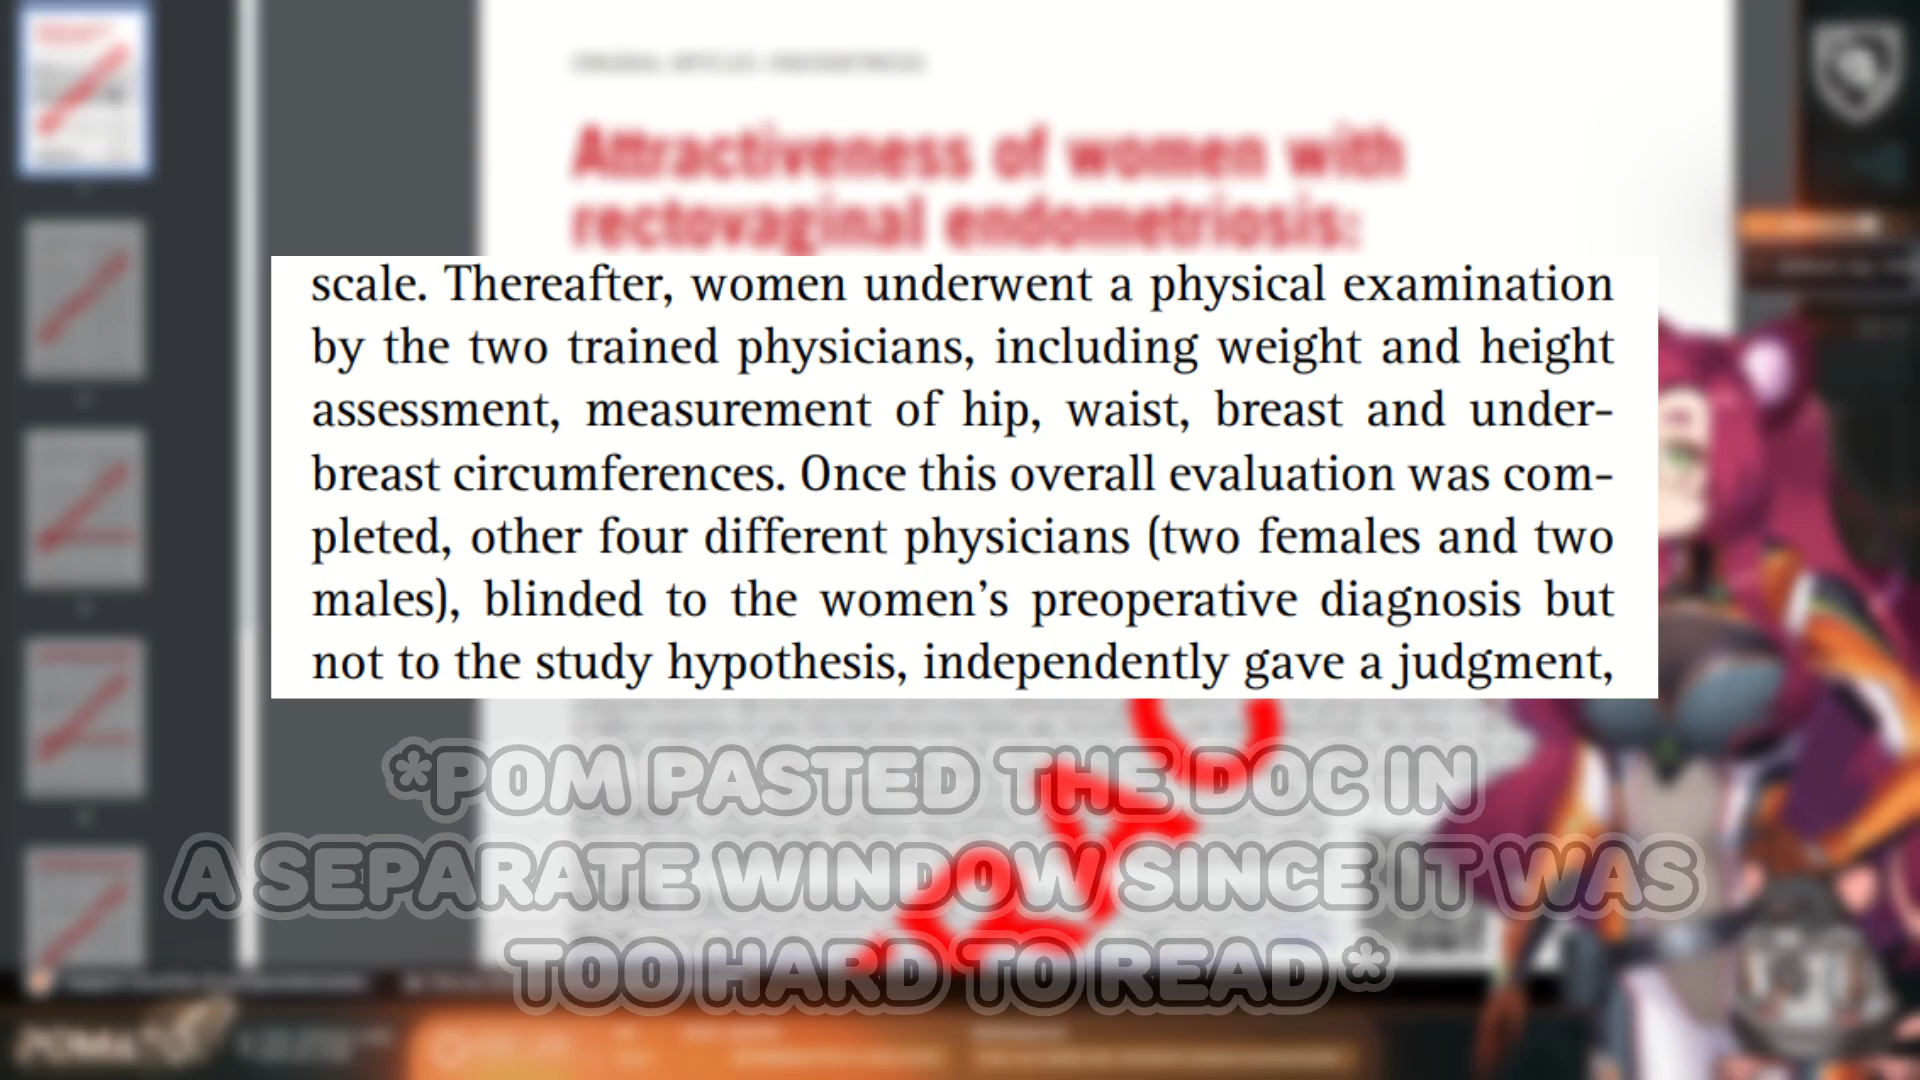 ORIGINAL ARTICLES: ENDOMETRIOSIS
Attractiveness of women with
rectovaginal endometriosis:
scale. Thereafter, women underwent a physical examination
by the two trained physicians, including weight and height
assessment, measurement of hip, waist, breast and under-
breast circumferences. Once this overall evaluation was com-
pleted, other four different physicians (two females and two
males), blinded to the women's preoperative diagnosis but
not to the study hypothesis, independently gave a judgment,
*POM PASTED THE DOC IN
A SEPARATE WINDOW SINCE IT WAS
TOO HARD TO READ*